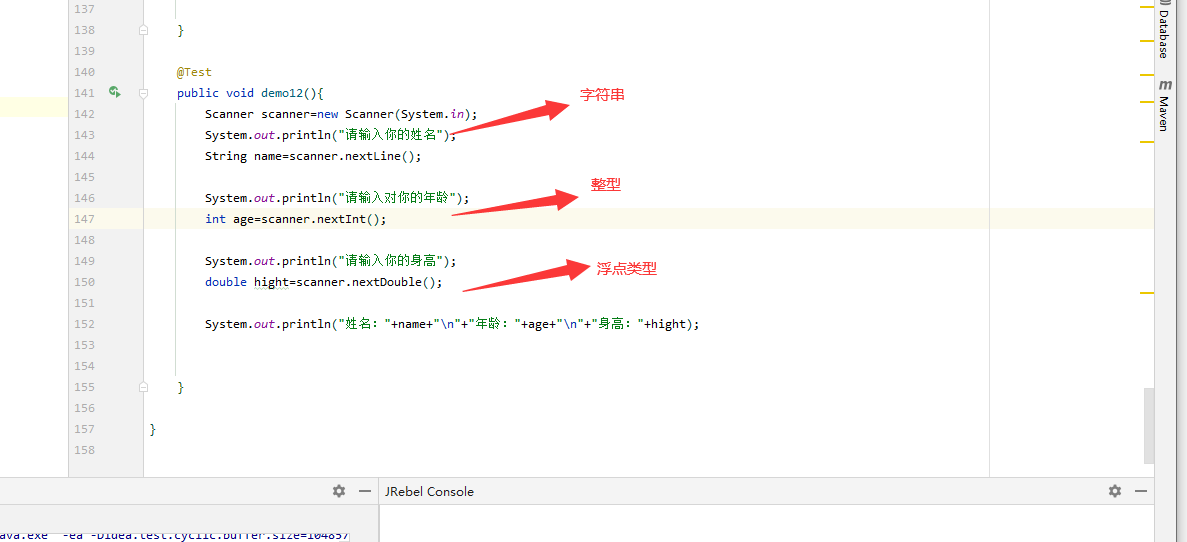 137
138 }
139
140 @Test
141 public void demo12(){
字符串
142 Scanner scanner=new Scanner(System.in);
143 System.out.println("请输入你的姓名");
144 String name=scanner.nextLine();
145
整型
146 System.out.println("请输入对你的年龄");
147 int age=scanner.nextInt();
148
149 System.out.println("请输入你的身高");
浮点类型
150 double hight=scanner.nextDouble();
151
152 System.out.println("姓名："+name+"\n"+"年龄："+age+"\n"+"身高："+hight);
153
154
155 }
156
157 }
158
Database
m Maven
JRebel Console
ava.exe" -ea -Didea.test.cyclic.buffer.size=104857